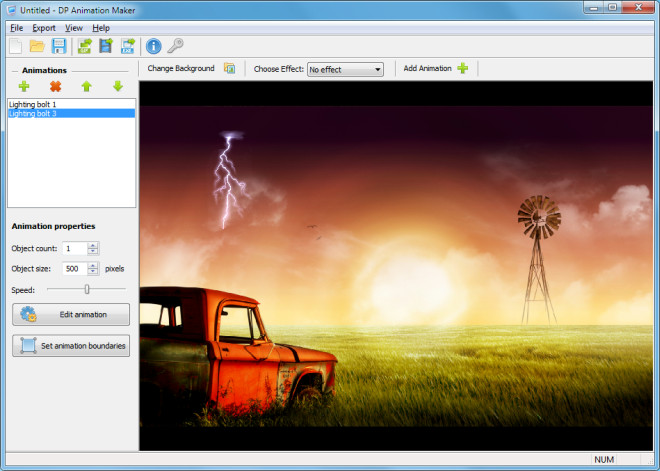 Untitled - DP Animation Maker
File Export View Help
Animations
Change Background
Choose Effect: No effect
Add Animation
Lighting bolt 1
Lighting bolt 3
Animation properties
Object count: 1
Object size: 500 pixels
Speed:
Edit animation
Set animation boundaries
NUM